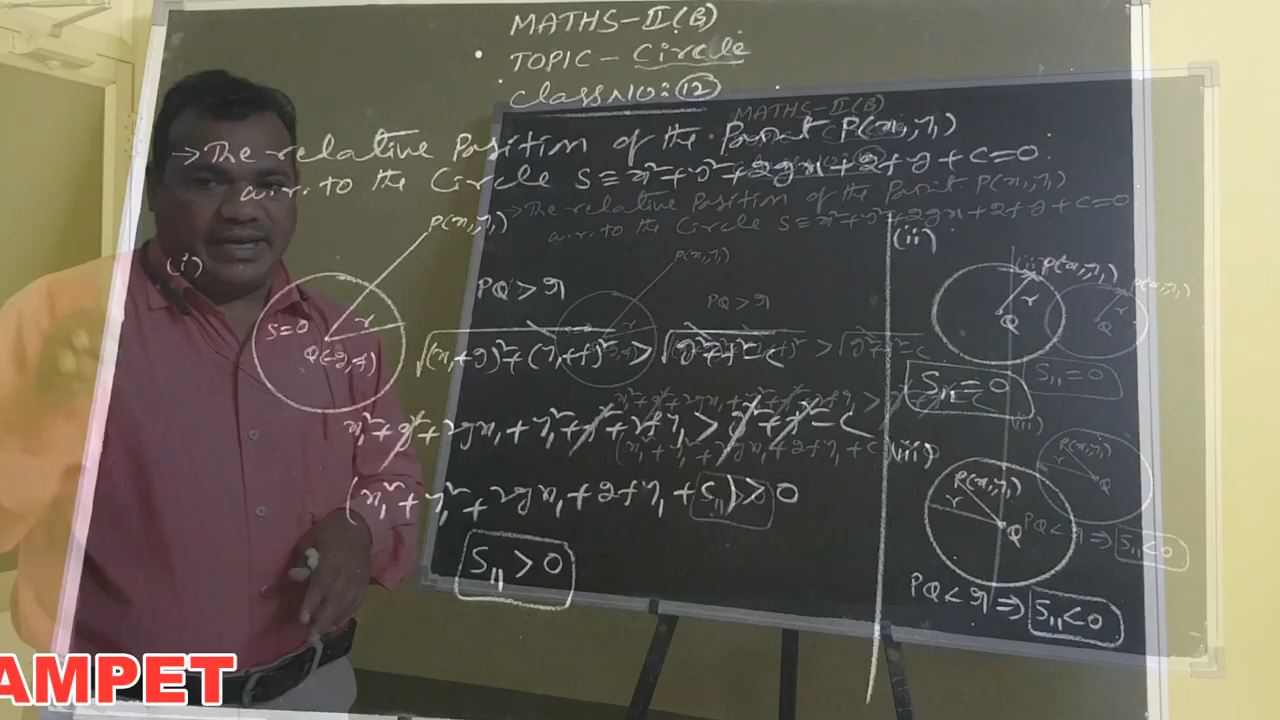 MATHS-II(B)
TOPIC - Circle
Class NO: 12
→ The relative Position of the Point P(x₁,y₁)
w.r. to the Circle S ≡ x²+y²+2gx+2fy+c=0
(i)
P(x₁,y₁)
S=0
r
Q(-g,-f)
PQ > r
√(x₁+g)²+(y₁+f)² > √g²+f²-c
x₁²+g²+2gx₁+y₁²+f²+2fy₁ > g²+f²-c
(x₁²+y₁²+2gx₁+2fy₁+c) > 0
S₁₁ > 0
(ii)
P(x₁,y₁)
r
Q
S₁₁ = 0
(iii)
P(x₁,y₁)
r
Q
PQ < r ⇒ S₁₁ < 0
AMPET